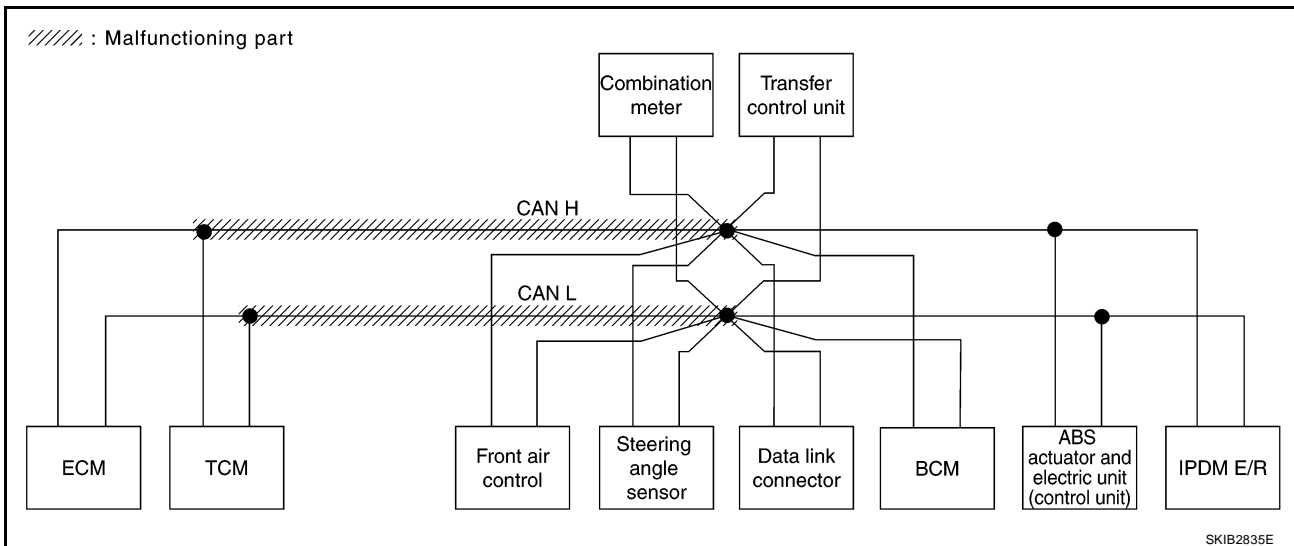 : Malfunctioning part
Combination
meter
Transfer
control unit
CAN H
CAN L
ECM
TCM
Front air
control
Steering
angle
sensor
Data link
connector
BCM
ABS
actuator and
electric unit
(control unit)
IPDM E/R
SKIB2835E